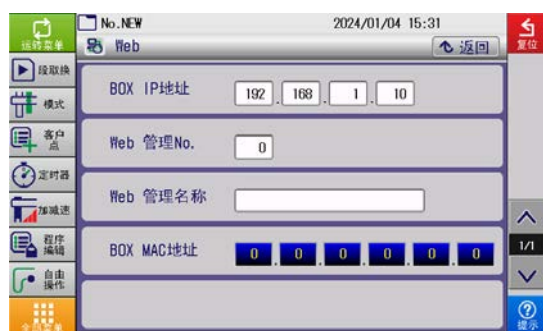 No.NEW 2024/01/04 15:31
Web 返回
运转菜单
段取换
模式
客户点
定时器
加减速
程序编辑
自由操作
全部菜单
BOX IP地址 192 . 168 . 1 . 10
Web 管理No. 0
Web 管理名称
BOX MAC地址 0 . 0 . 0 . 0 . 0 . 0
复位
1/1
提示